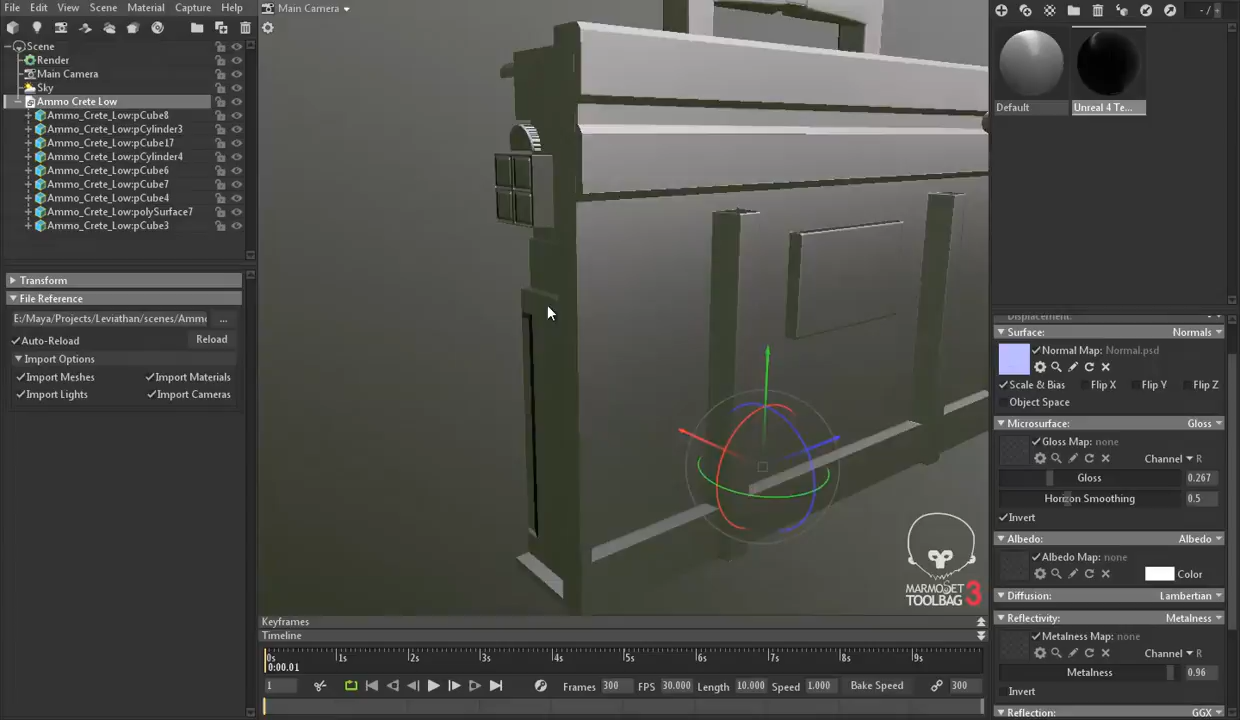 File Edit View Scene Material Capture Help
Main Camera
Scene
Render
Main Camera
Sky
Ammo Crete Low
Ammo_Crete_Low:pCube8
Ammo_Crete_Low:pCylinder3
Ammo_Crete_Low:pCube17
Ammo_Crete_Low:pCylinder4
Ammo_Crete_Low:pCube6
Ammo_Crete_Low:pCube7
Ammo_Crete_Low:pCube4
Ammo_Crete_Low:polySurface7
Ammo_Crete_Low:pCube3
Transform
File Reference
E:/Maya/Projects/Leviathan/scenes/Ammo ...
Auto-Reload Reload
Import Options
Import Meshes Import Materials
Import Lights Import Cameras
MARMOSET
TOOLBAG 3
Keyframes
Timeline
0s 1s 2s 3s 4s 5s 6s 7s 8s 9s
0:00.01
1 Frames 300 FPS 30.000 Length 10.000 Speed 1.000 Bake Speed 300
- / +
Default Unreal 4 Te...
Displacement:
Surface: Normals
Normal Map: Normal.psd
Scale & Bias Flip X Flip Y Flip Z
Object Space
Microsurface: Gloss
Gloss Map: none
Channel R
Gloss 0.267
Horizon Smoothing 0.5
Invert
Albedo: Albedo
Albedo Map: none
Color
Diffusion: Lambertian
Reflectivity: Metalness
Metalness Map: none
Channel R
Metalness 0.96
Invert
Reflection: GGX